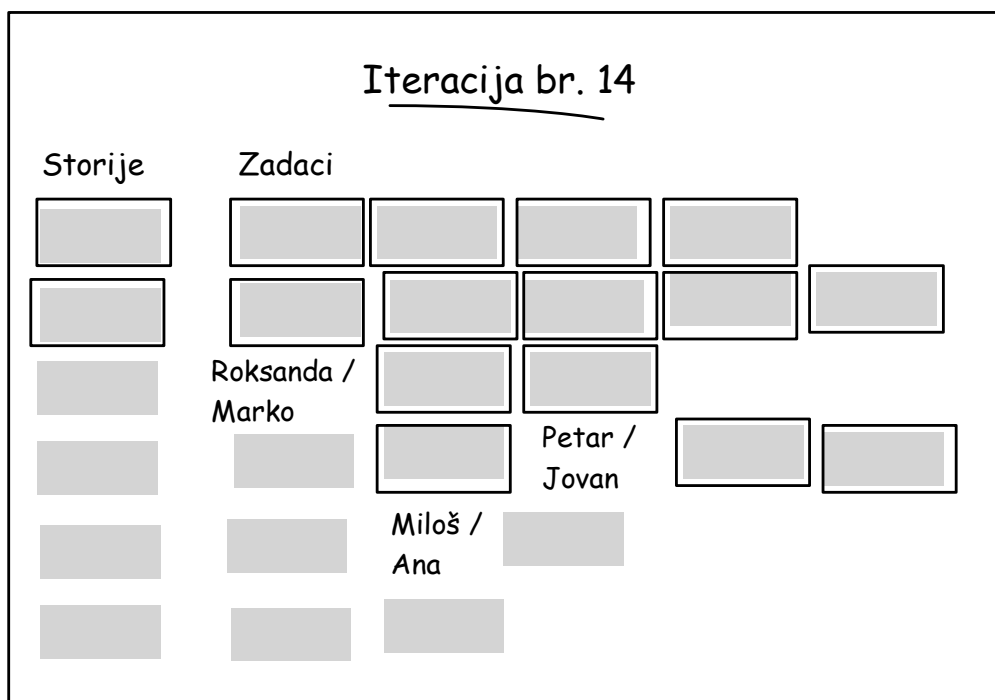 Iteracija br. 14
Storije
Zadaci
Roksanda /
Marko
Petar /
Jovan
Miloš /
Ana